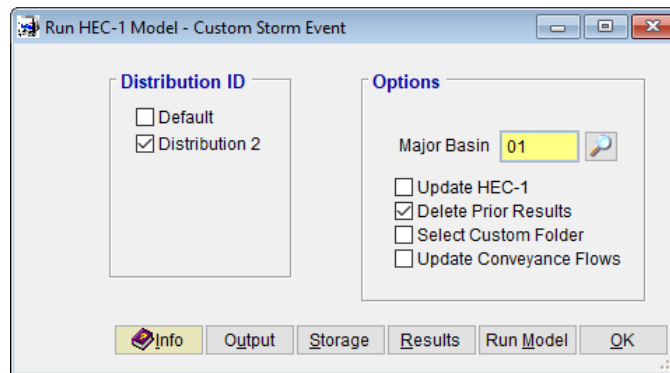 Run HEC-1 Model - Custom Storm Event
Distribution ID
Default
Distribution 2
Options
Major Basin 01
Update HEC-1
Delete Prior Results
Select Custom Folder
Update Conveyance Flows
Info Output Storage Results Run Model OK